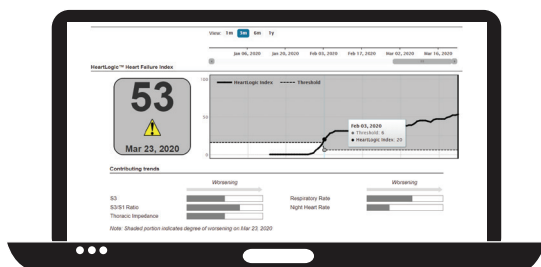 View: 1m 3m 6m 1y
Jan 06, 2020 Jan 20, 2020 Feb 03, 2020 Feb 17, 2020 Mar 02, 2020 Mar 16, 2020
HeartLogic™ Heart Failure Index
53
Mar 23, 2020
100
50
0
HeartLogic Index Threshold
Feb 03, 2020
Threshold: 6
HeartLogic Index: 20
Contributing trends
Worsening Worsening
S3 Respiratory Rate
S3/S1 Ratio Night Heart Rate
Thoracic Impedance
Note: Shaded portion indicates degree of worsening on Mar 23, 2020